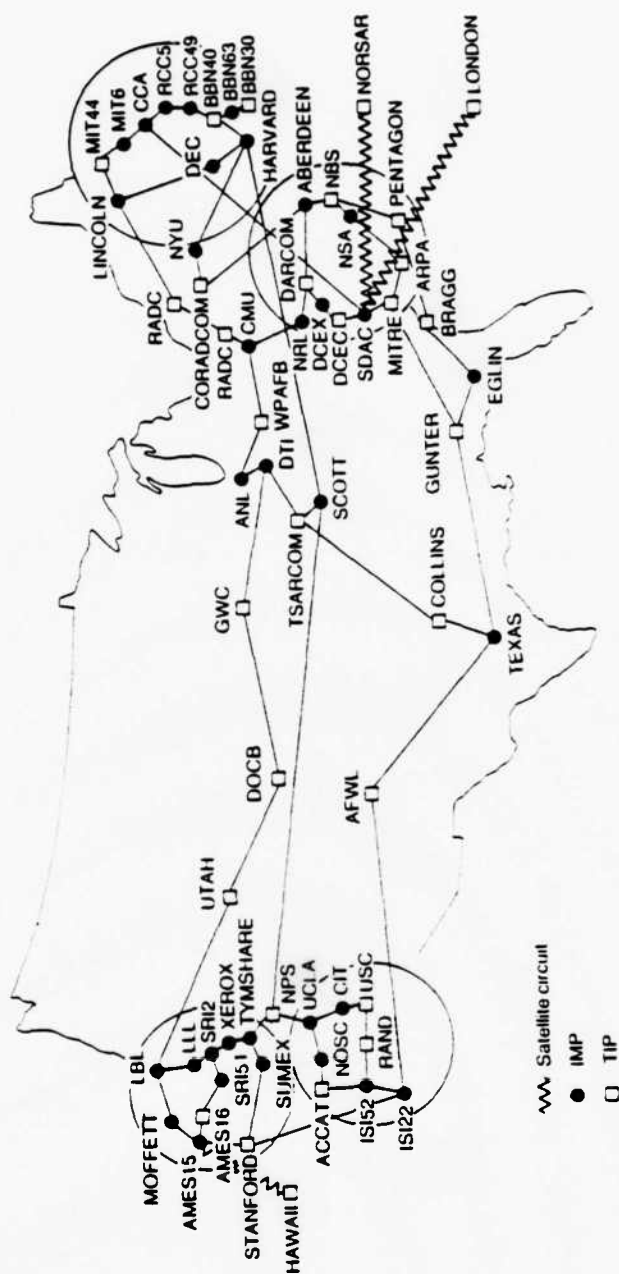 MOFFETT
LBL
AMES15
AMES16
LLL
SRI2
XEROX
TYMSHARE
SRI51
STANFORD
HAWAII
SUMEX
NPS
UCLA
CIT
USC
ACCAT
NOSC
RAND
ISI52
ISI22
UTAH
DOCB
GWC
AFWL
ANL
DTI
WPAFB
TSARCOM
SCOTT
COLLINS
TEXAS
GUNTER
EGLIN
RADC
CORADCOM
RADC
CMU
NYU
LINCOLN
MIT44
MIT6
CCA
RCC5
RCC49
BBN40
BBN63
BBN30
DEC
HARVARD
ABERDEEN
DARCOM
NRL
DCEX
DCEC
SDAC
MITRE
NBS
NSA
NORSAR
PENTAGON
ARPA
BRAGG
LONDON
Satellite circuit
IMP
TIP